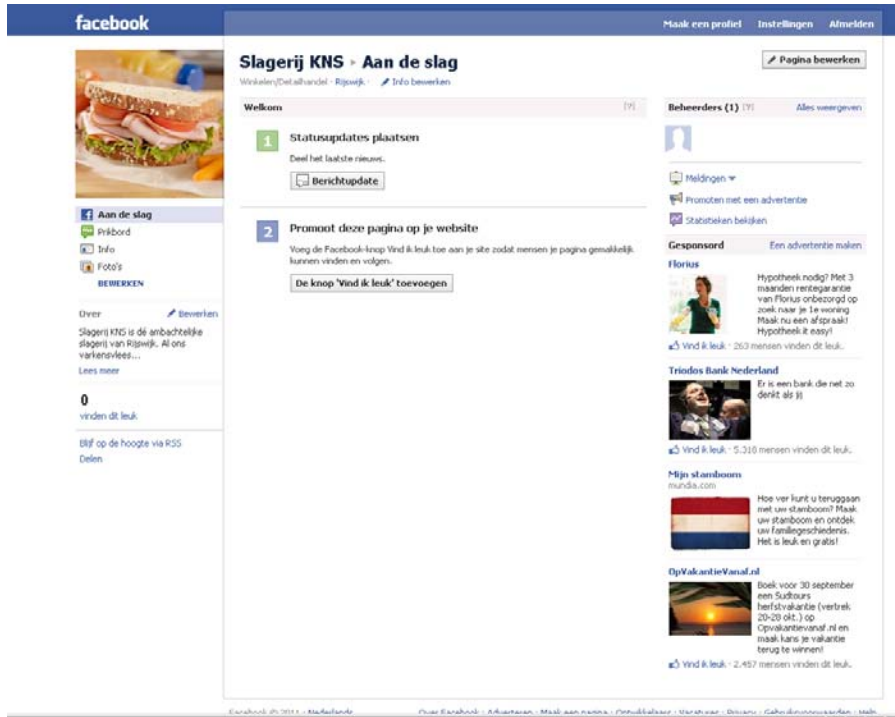 facebook
Maak een profiel Instellingen Afmelden
Slagerij KNS ▸ Aan de slag
Winkelen/Detailhandel · Rijswijk · Info bewerken
Pagina bewerken
Aan de slag
Prikbord
Info
Foto's
BEWERKEN
Over Bewerken
Slagerij KNS is dé ambachtelijke
slagerij van Rijswijk. Al ons
varkensvlees...
Lees meer
0
vinden dit leuk
Blijf op de hoogte via RSS
Delen
Welkom [?]
1 Statusupdates plaatsen
Deel het laatste nieuws.
Berichtupdate
2 Promoot deze pagina op je website
Voeg de Facebook-knop Vind ik leuk toe aan je site zodat mensen je pagina gemakkelijk
kunnen vinden en volgen.
De knop 'Vind ik leuk' toevoegen
Beheerders (1) [?] Alles weergeven
Meldingen
Promoten met een advertentie
Statistieken bekijken
Gesponsord Een advertentie maken
Florius
Hypotheek nodig? Met 3
maanden rentegarantie
van Florius onbezorgd op
zoek naar je 1e woning
Maak nu een afspraak!
Hypotheek it easy!
Vind ik leuk · 263 mensen vinden dit leuk.
Triodos Bank Nederland
Er is een bank die net zo
denkt als jij
Vind ik leuk · 5.318 mensen vinden dit leuk.
Mijn stamboom
mundia.com
Hoe ver kunt u teruggaan
met uw stamboom? Maak
uw stamboom en ontdek
uw familiegeschiedenis.
Het is leuk en gratis!
OpVakantieVanaf.nl
Boek voor 30 september
een Sudtours
herfstvakantie (vertrek
20-28 okt.) op
Opvakantievanaf.nl en
maak kans je vakantie
terug te winnen!
Vind ik leuk · 2.457 mensen vinden dit leuk.
Facebook © 2011 · Nederlands
Over Facebook · Adverteren · Maak een pagina · Ontwikkelaars · Vacatures · Privacy · Gebruiksvoorwaarden · Help